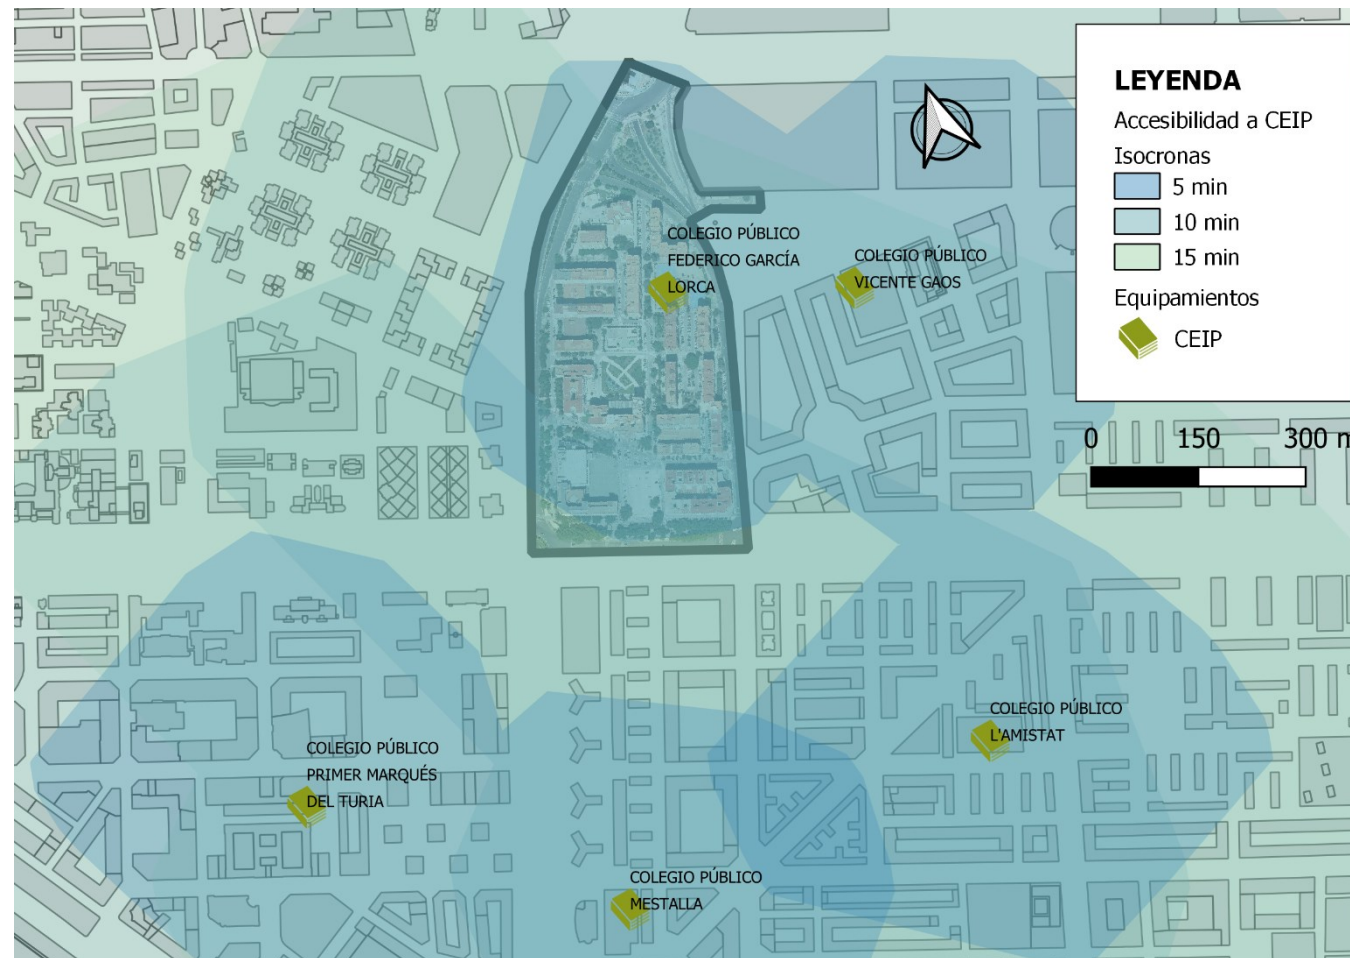 LEYENDA
Accesibilidad a CEIP
Isocronas
5 min
10 min
15 min
Equipamientos
CEIP
0 150 300 m
COLEGIO PÚBLICO
FEDERICO GARCÍA
LORCA
COLEGIO PÚBLICO
VICENTE GAOS
COLEGIO PÚBLICO
L'AMISTAT
COLEGIO PÚBLICO
PRIMER MARQUÉS
DEL TURIA
COLEGIO PÚBLICO
MESTALLA